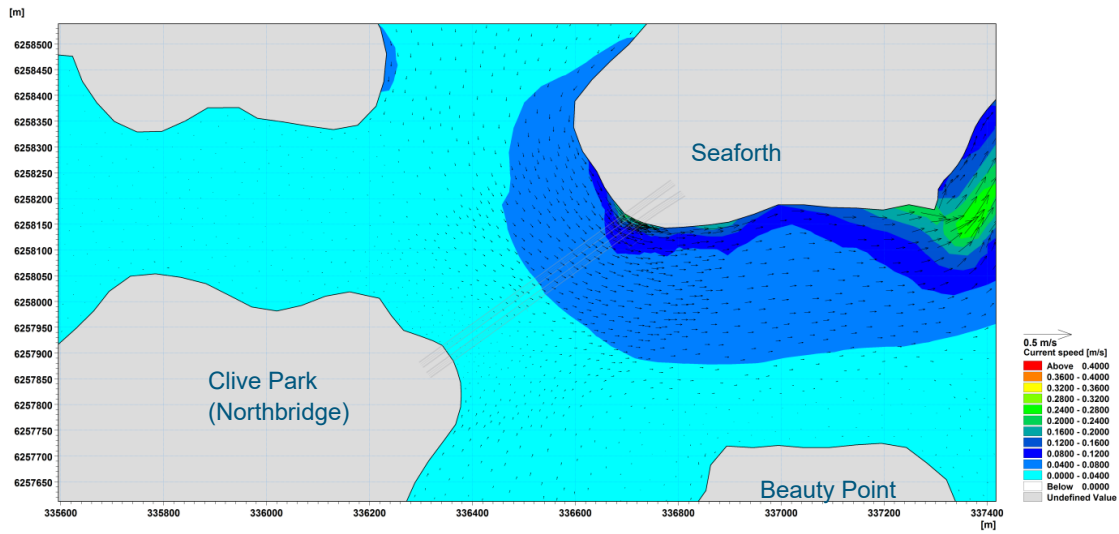 [m]
6258500
6258450
6258400
6258350
6258300
6258250
6258200
6258150
6258100
6258050
6258000
6257950
6257900
6257850
6257800
6257750
6257700
6257650
Seaforth
Clive Park
(Northbridge)
Beauty Point
335600 335800 336000 336200 336400 336600 336800 337000 337200 337400
[m]
0.5 m/s
Current speed [m/s]
Above 0.4000
0.3600 - 0.4000
0.3200 - 0.3600
0.2800 - 0.3200
0.2400 - 0.2800
0.2000 - 0.2400
0.1600 - 0.2000
0.1200 - 0.1600
0.0800 - 0.1200
0.0400 - 0.0800
0.0000 - 0.0400
Below 0.0000
Undefined Value